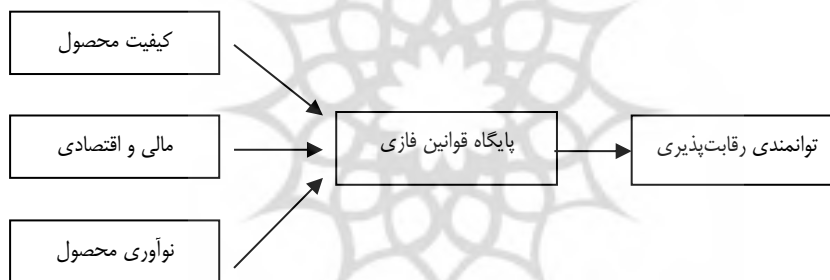 کیفیت محصول
مالی و اقتصادی
پایگاه قوانین فازی
توانمندی رقابت‌پذیری
نوآوری محصول